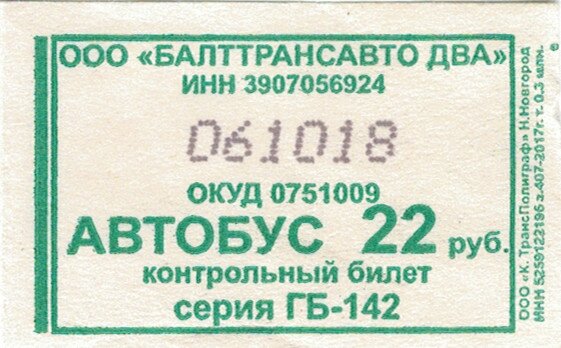 ООО «БАЛТТРАНСАВТО ДВА»
ИНН 3907056924
061018
ОКУД 0751009
АВТОБУС 22 руб.
контрольный билет
серия ГБ-142
ООО «К. ТрансПолиграф» Н.Новгород
ИНН 5259122196 з.407-2017г. т. 0,3 млн.